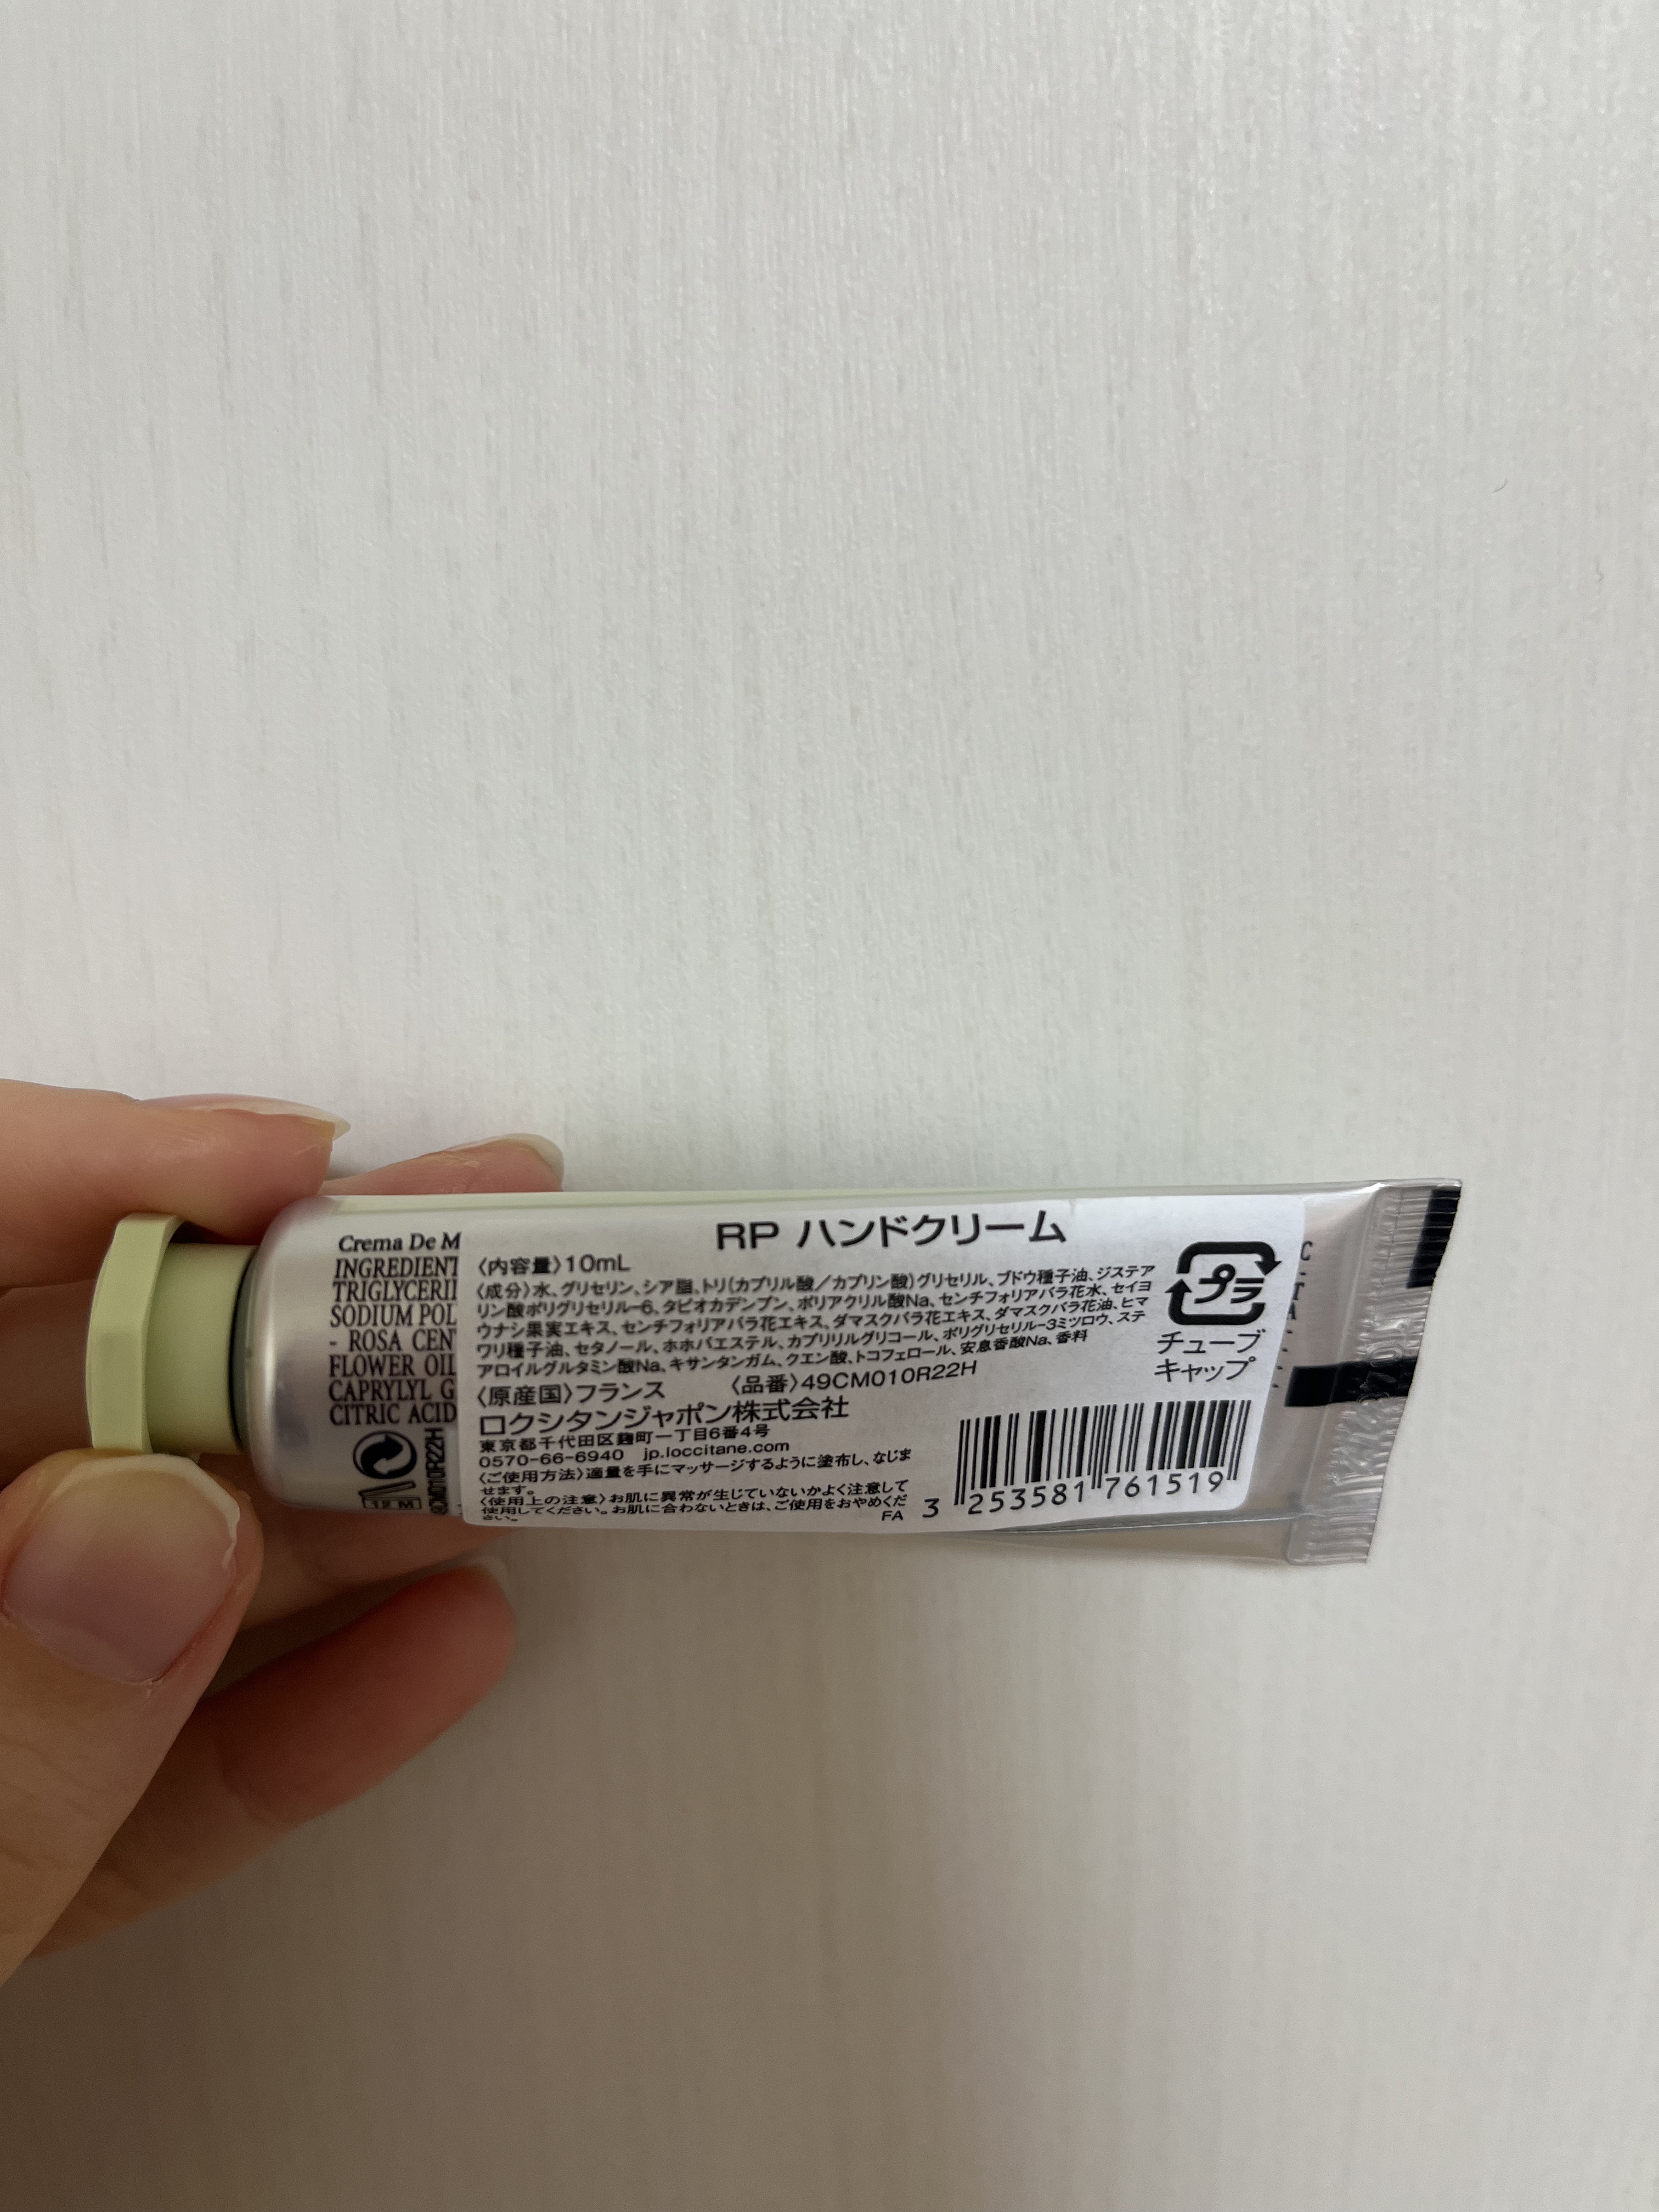 Crema De M
INGREDIENT
TRIGLYCERI
SODIUM POL
- ROSA CEN
FLOWER OIL
CAPRYLYL G
CITRIC ACID
12 M
RP ハンドクリーム
〈内容量〉10mL
〈成分〉水、グリセリン、シア脂、トリ(カプリル酸/カプリン酸)グリセリル、ブドウ種子油、ジステア
リン酸ポリグリセリル-6、タピオカデンプン、ポリアクリル酸Na、センチフォリアバラ花水、セイヨ
ウナシ果実エキス、センチフォリアバラ花エキス、ダマスクバラ花エキス、ダマスクバラ花油、ヒマ
ワリ種子油、セタノール、ホホバエステル、カプリリルグリコール、ポリグリセリル-3ミツロウ、ステ
アロイルグルタミン酸Na、キサンタンガム、クエン酸、トコフェロール、安息香酸Na、香料
〈原産国〉フランス 〈品番〉49CM010R22H
ロクシタンジャポン株式会社
東京都千代田区麹町一丁目6番4号
0570-66-6940 jp.loccitane.com
〈ご使用方法〉適量を手にマッサージするように塗布し、なじま
せます。
〈使用上の注意〉お肌に異常が生じていないかよく注意して
使用してください。お肌に合わないときは、ご使用をおやめくだ
さい。
FA
プラ
チューブ
キャップ
3 253581 761519